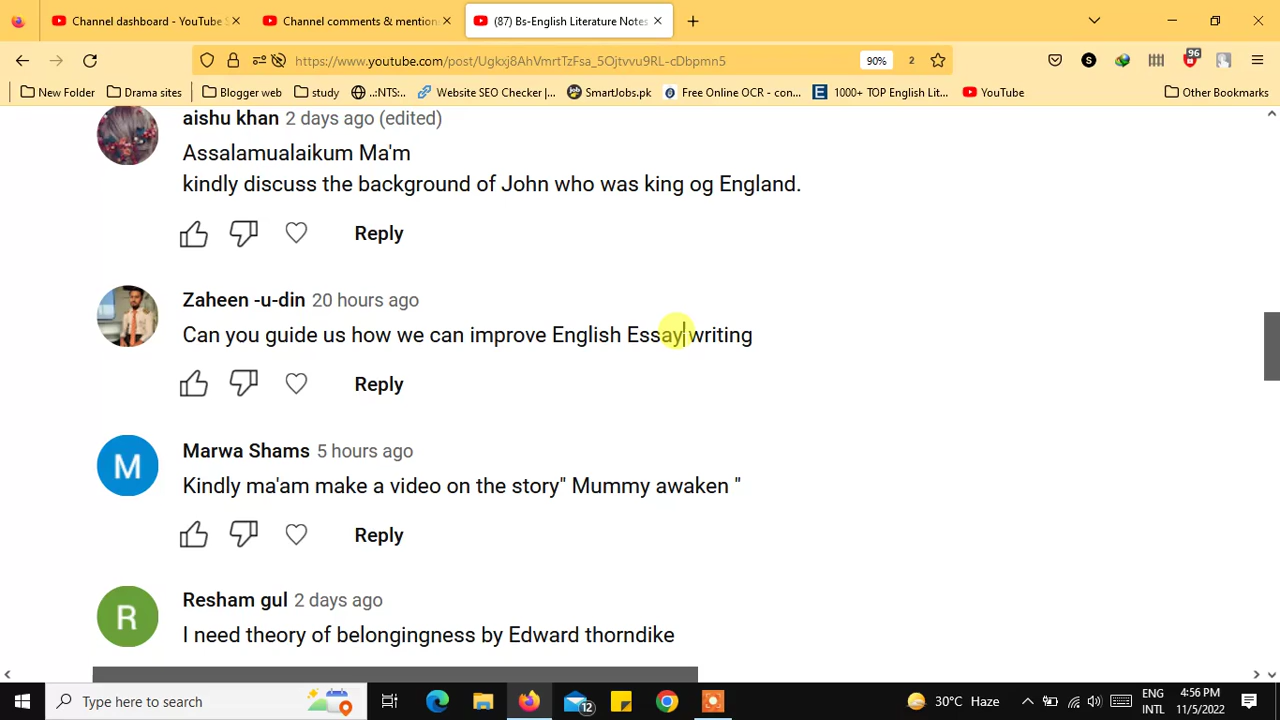 Channel dashboard - YouTube S
Channel comments & mention
(87) Bs-English Literature Notes
https://www.youtube.com/post/Ugkxj8AhVmrtTzFsa_5Ojtvvu9RL-cDbpmn5
90%
2
S
96
New Folder
Drama sites
Blogger web
study
..:NTS:..
Website SEO Checker |...
SmartJobs.pk
Free Online OCR - con...
1000+ TOP English Lit...
YouTube
Other Bookmarks
aishu khan 2 days ago (edited)
Assalamualaikum Ma'm
kindly discuss the background of John who was king og England.
Reply
Zaheen -u-din 20 hours ago
Can you guide us how we can improve English Essay writing
Reply
M
Marwa Shams 5 hours ago
Kindly ma'am make a video on the story" Mummy awaken "
Reply
R
Resham gul 2 days ago
I need theory of belongingness by Edward thorndike
Type here to search
12
30°C Haze
ENG
INTL
4:56 PM
11/5/2022